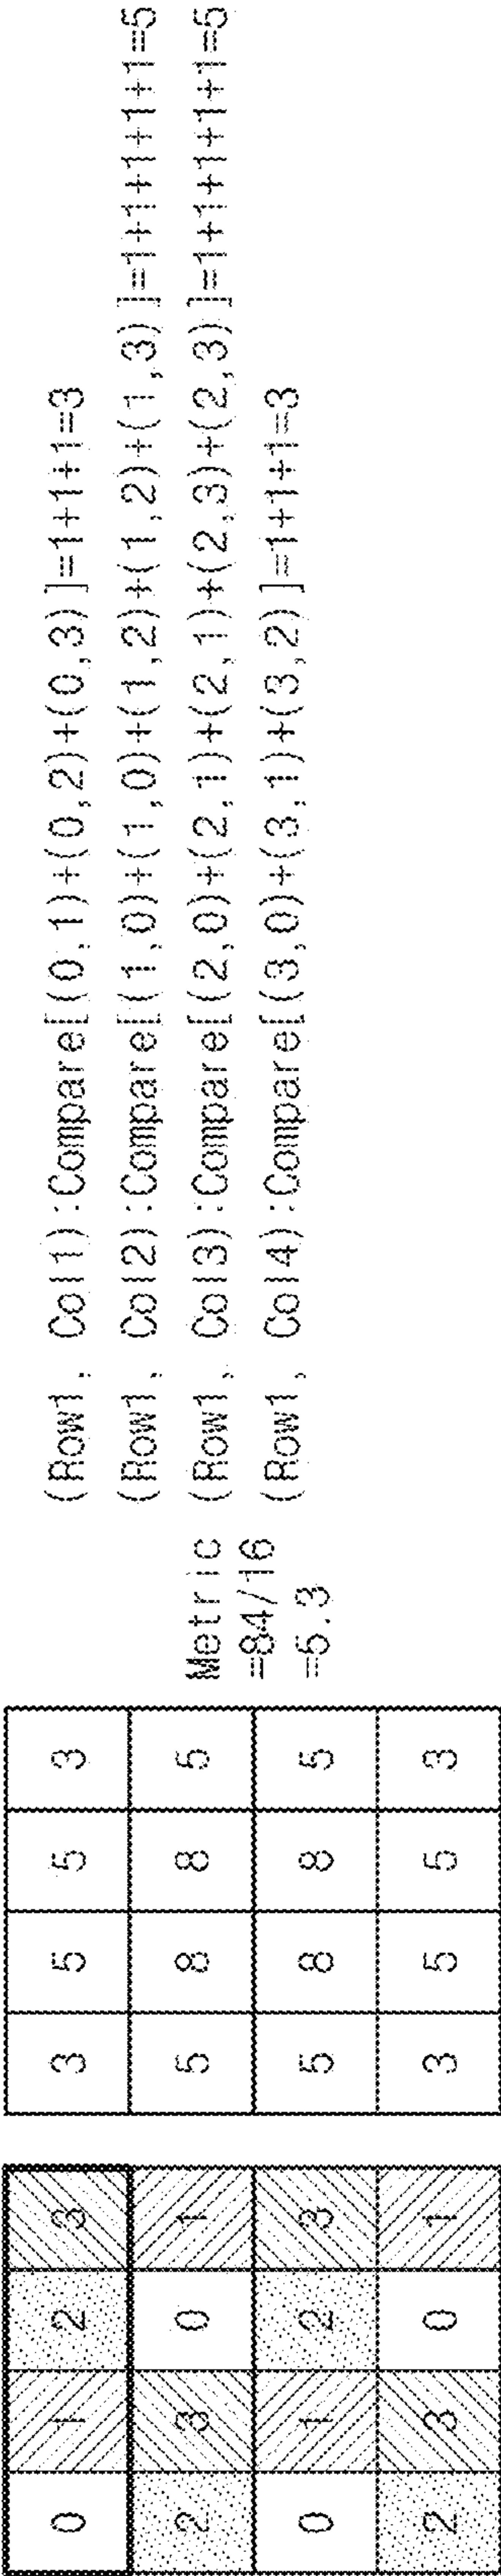 0 1 2 3
2 3 0 1
0 1 2 3
2 3 0 1
3 5 5 3
5 8 8 5
5 8 8 5
3 5 5 3
Metric
=84/16
=5.3
(Row1, Col1):Compare[(0,1)+(0,2)+(0,3)]=1+1+1=3
(Row1, Col2):Compare[(1,0)+(1,0)+(1,2)+(1,2)+(1,3)]=1+1+1+1+1=5
(Row1, Col3):Compare[(2,0)+(2,1)+(2,1)+(2,3)+(2,3)]=1+1+1+1+1=5
(Row1, Col4):Compare[(3,0)+(3,1)+(3,2)]=1+1+1=3